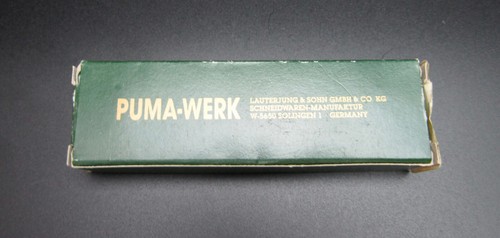 PUMA-WERK
LAUTERJUNG & SOHN GMBH & CO. KG
SCHNEIDWAREN-MANUFAKTUR
W-5650 SOLINGEN 1 GERMANY